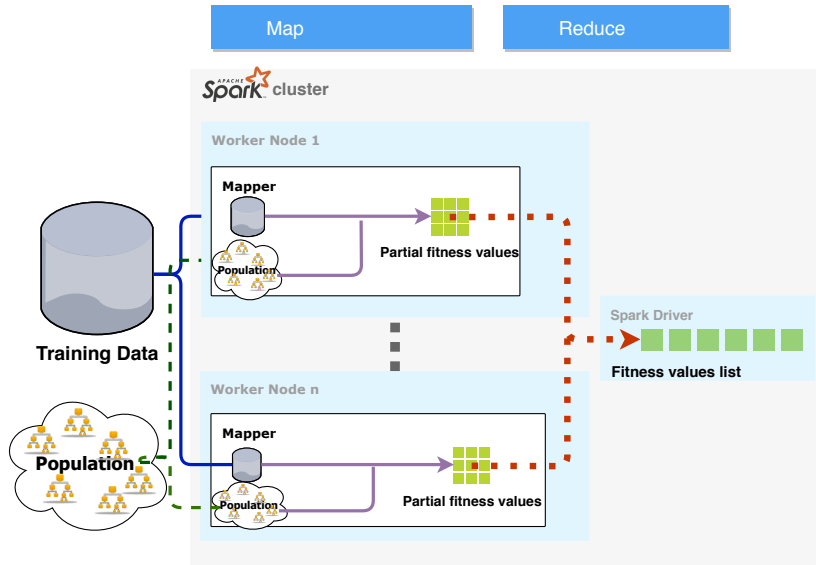 Map
Reduce
APACHE
Spark™ cluster
Worker Node 1
Mapper
Population
Partial fitness values
Training Data
Spark Driver
Fitness values list
Worker Node n
Mapper
Population
Population
Partial fitness values